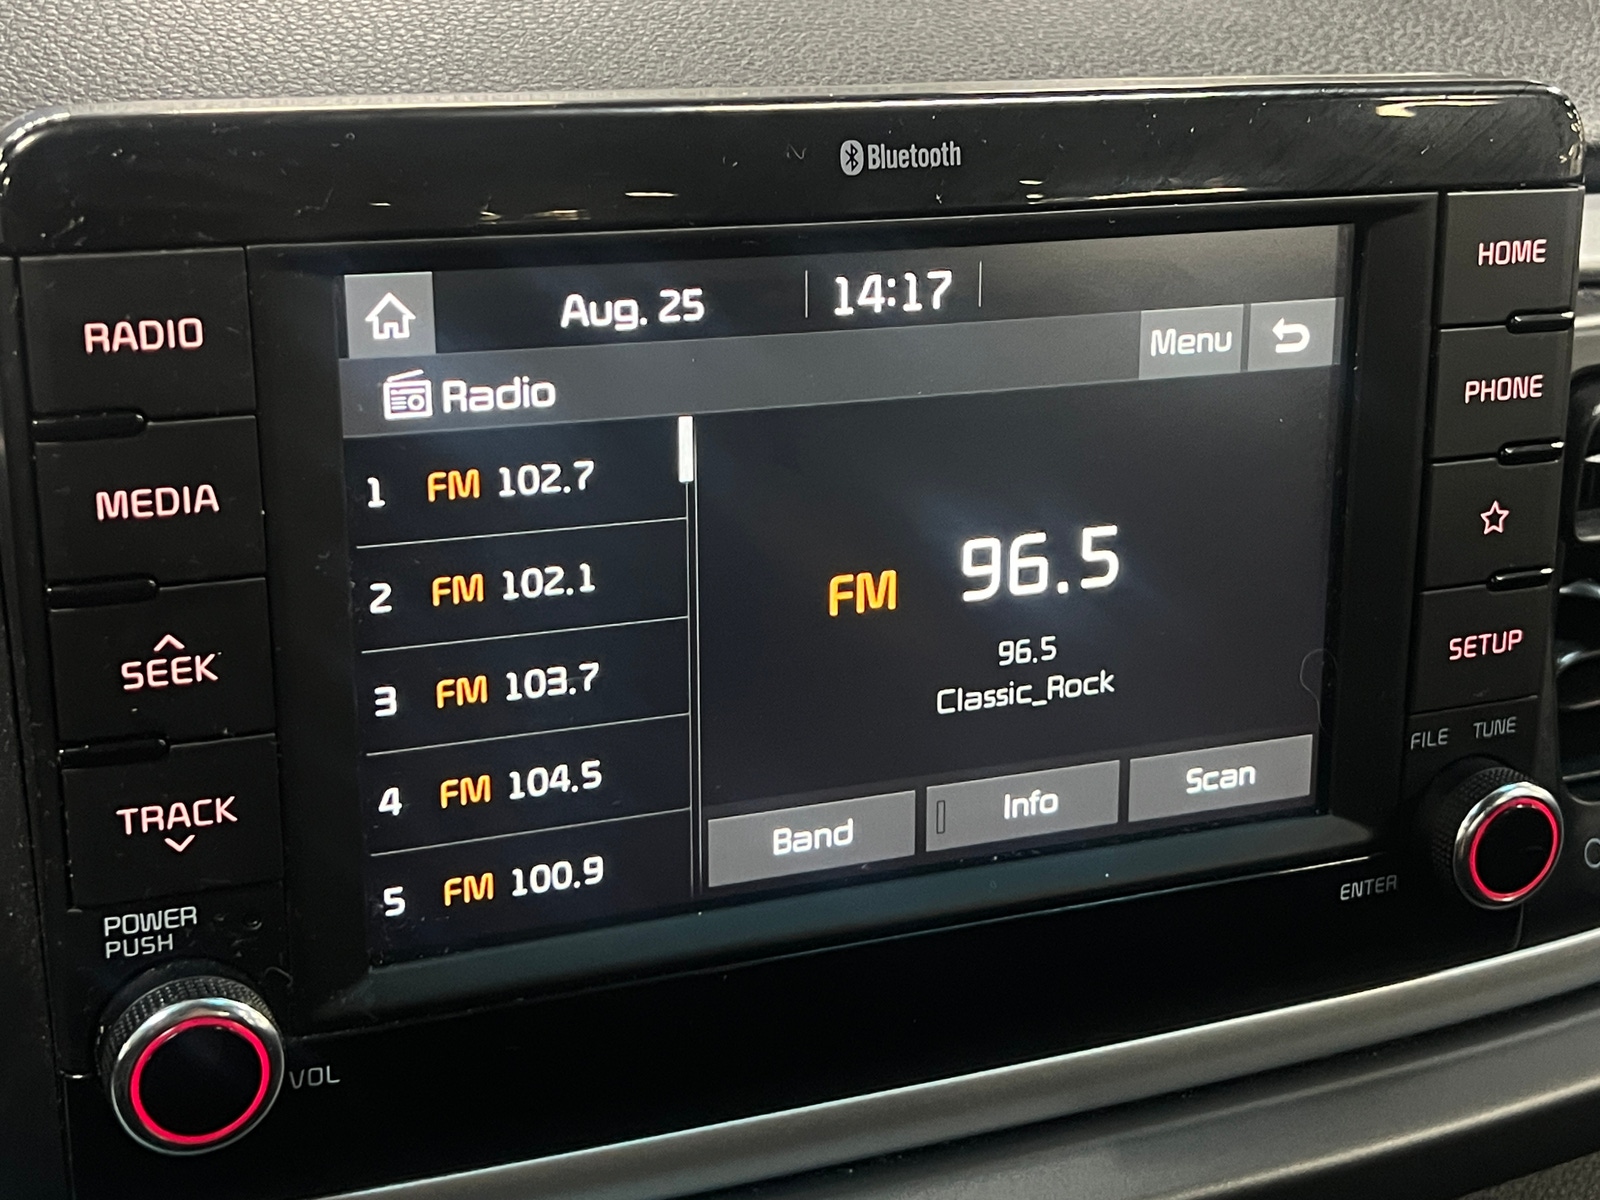 Bluetooth
HOME
Aug. 25
14:17
RADIO
Menu
Radio
PHONE
1 FM 102.7
MEDIA
2 FM 102.1
FM 96.5
96.5
Classic_Rock
SEEK
3 FM 103.7
SETUP
4 FM 104.5
TRACK
Band
Info
Scan
FILE
TUNE
5 FM 100.9
ENTER
POWER
PUSH
VOL